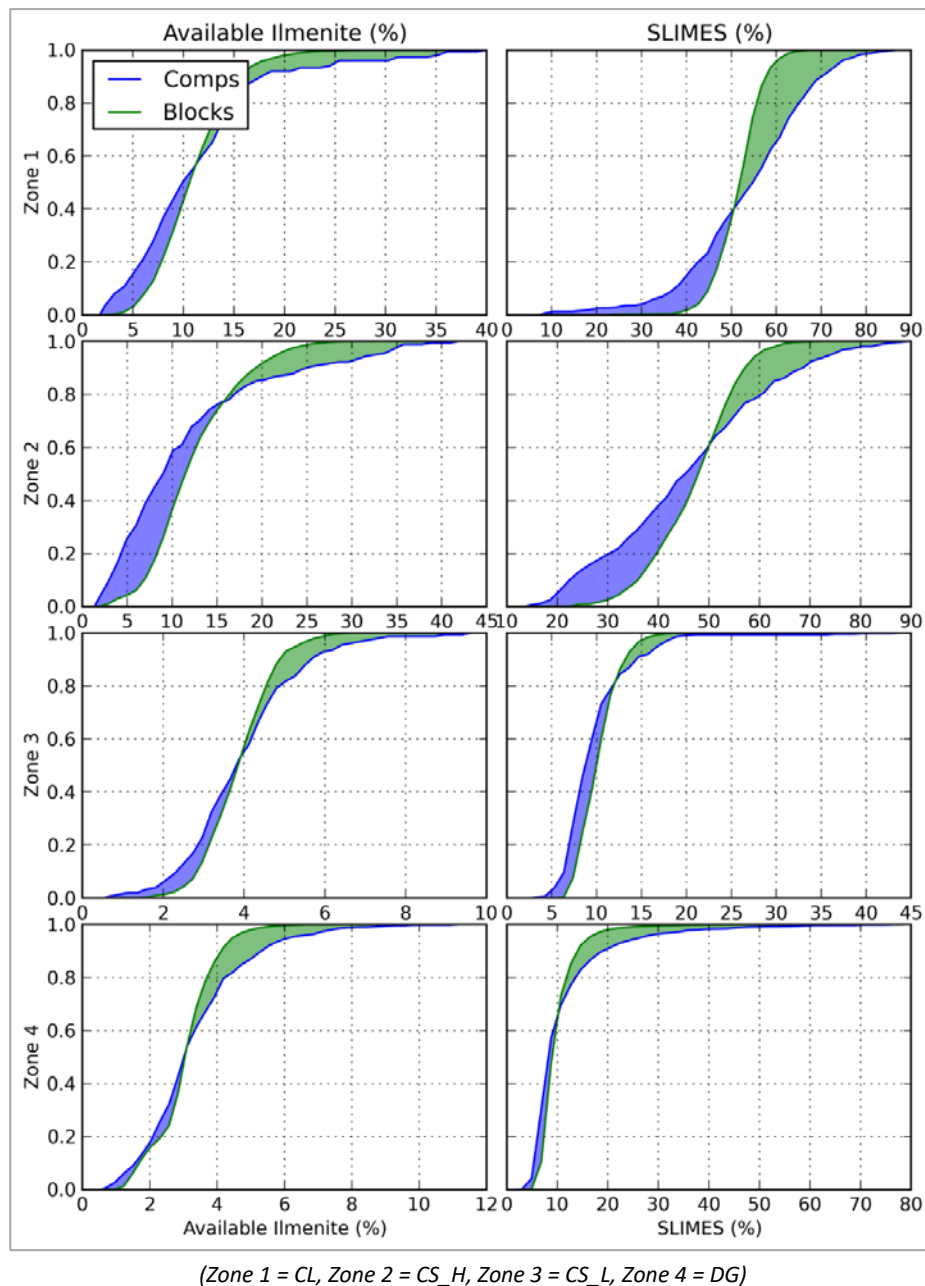 Available Ilmenite (%) SLIMES (%)
1.0
0.8
0.6
0.4
0.2
0.0
Zone 1
Comps
Blocks
0 5 10 15 20 25 30 35 40
0 10 20 30 40 50 60 70 80 90
1.0
0.8
0.6
0.4
0.2
0.0
Zone 2
0 5 10 15 20 25 30 35 40 45
10 20 30 40 50 60 70 80 90
1.0
0.8
0.6
0.4
0.2
0.0
Zone 3
0 2 4 6 8 10
0 5 10 15 20 25 30 35 40 45
1.0
0.8
0.6
0.4
0.2
0.0
Zone 4
0 2 4 6 8 10 12
0 10 20 30 40 50 60 70 80
Available Ilmenite (%) SLIMES (%)
(Zone 1 = CL, Zone 2 = CS_H, Zone 3 = CS_L, Zone 4 = DG)